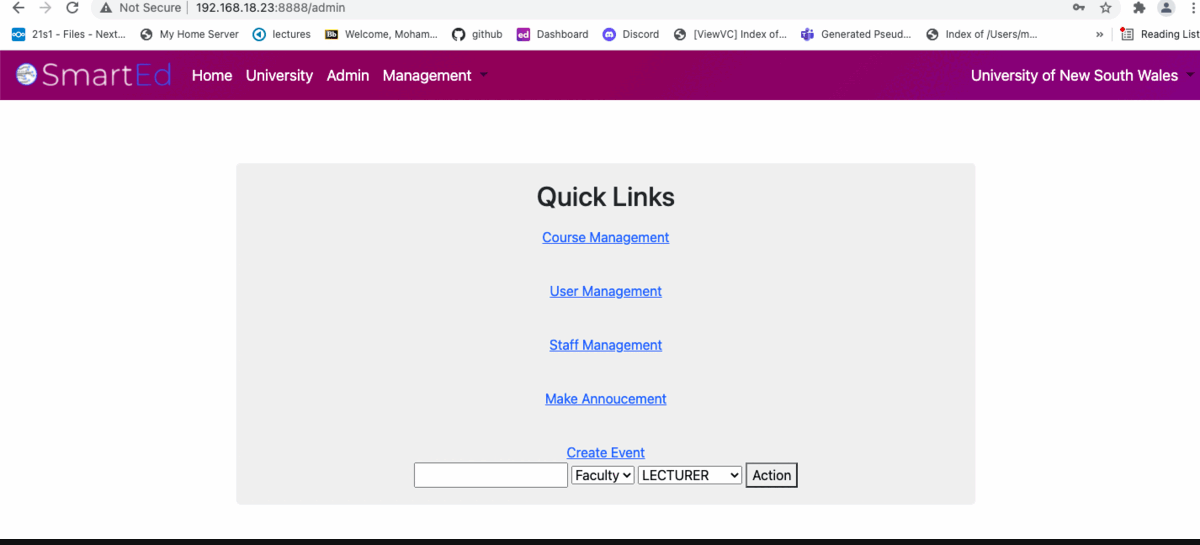 Not Secure | 192.168.18.23:8888/admin
21s1 - Files - Next... My Home Server lectures Bb Welcome, Moham... github ed Dashboard Discord [ViewVC] Index of... Generated Pseud... Index of /Users/m... » Reading List
SmartEd Home University Admin Management University of New South Wales
Quick Links
Course Management
User Management
Staff Management
Make Annoucement
Create Event
Faculty LECTURER Action